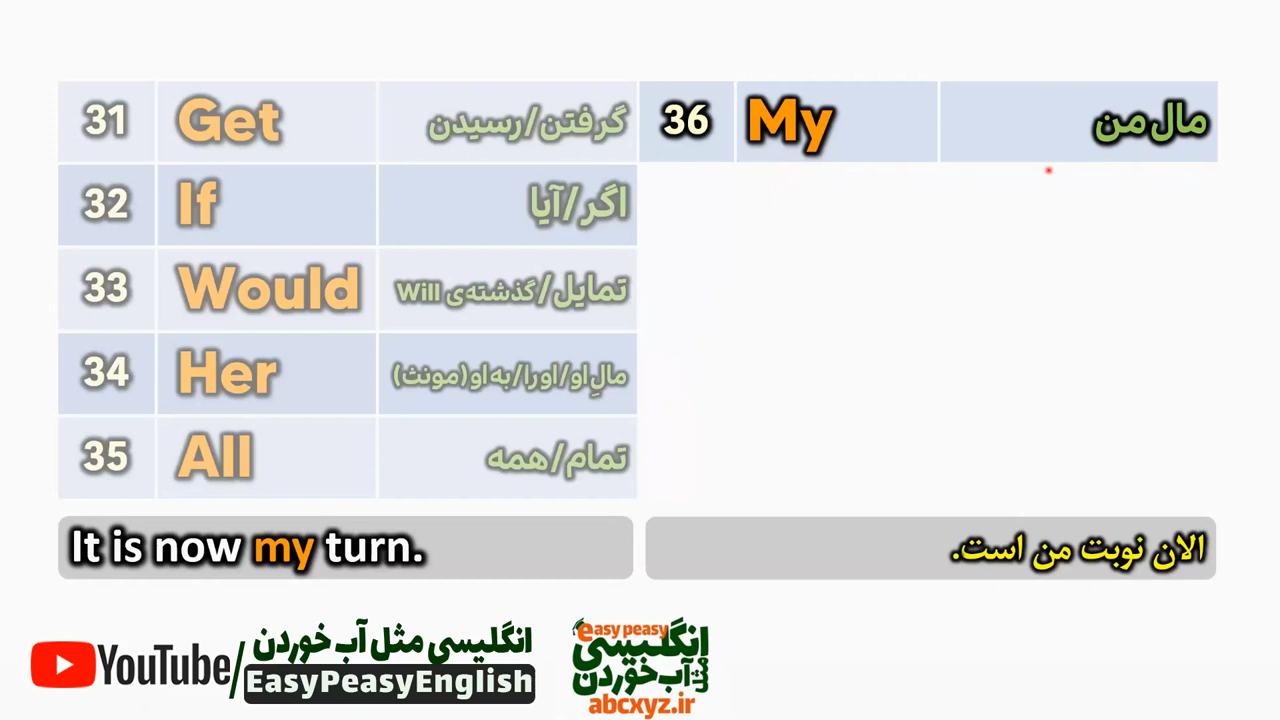 31 Get گرفتن/رسیدن
32 If اگر/آیا
33 Would تمایل/گذشته‌ی Will
34 Her مالِ او/او را/به او(مونث)
35 All تمام/همه
36 My مال من
It is now my turn.
الان نوبت من است.
YouTube/انگلیسی مثل آب خوردن
EasyPeasyEnglish
easy peasy
انگلیسی
مثل
آب خوردن
abcxyz.ir